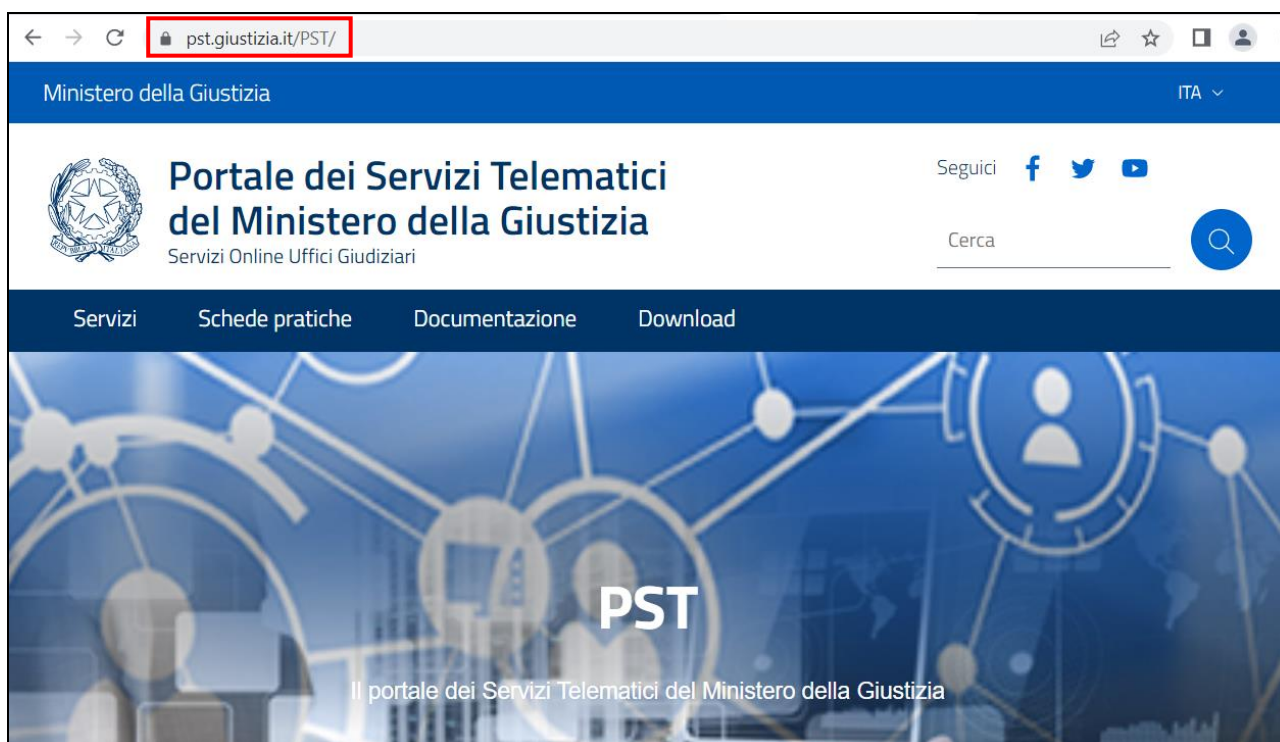 pst.giustizia.it/PST/
Ministero della Giustizia
ITA
Portale dei Servizi Telematici
del Ministero della Giustizia
Servizi Online Uffici Giudiziari
Seguici
Cerca
Servizi Schede pratiche Documentazione Download
PST
Il portale dei Servizi Telematici del Ministero della Giustizia